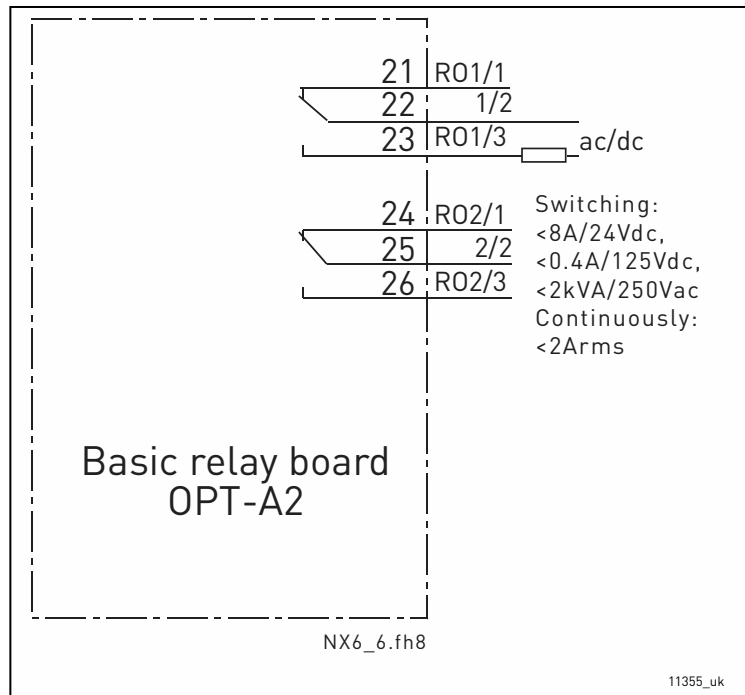 21 RO1/1
22 1/2
23 RO1/3 ac/dc
24 RO2/1
25 2/2
26 RO2/3
Switching:
<8A/24Vdc,
<0.4A/125Vdc,
<2kVA/250Vac
Continuously:
<2Arms
Basic relay board
OPT-A2
NX6_6.fh8
11355_uk